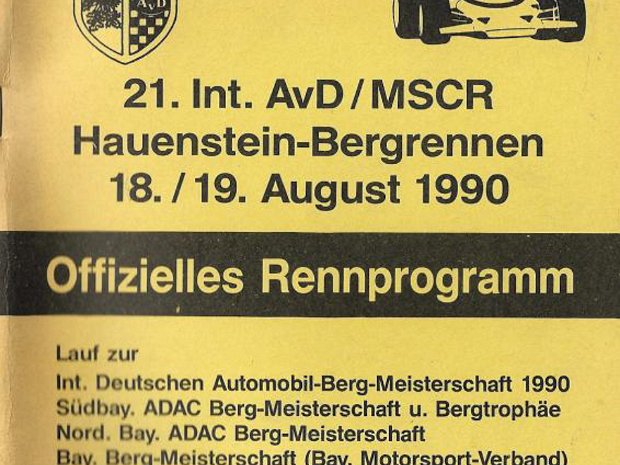 AvD
21. Int. AvD/MSCR
Hauenstein-Bergrennen
18./19. August 1990
Offizielles Rennprogramm
Lauf zur
Int. Deutschen Automobil-Berg-Meisterschaft 1990
Südbay. ADAC Berg-Meisterschaft u. Bergtrophäe
Nord. Bay. ADAC Berg-Meisterschaft
Bay. Berg-Meisterschaft (Bay. Motorsport-Verband)